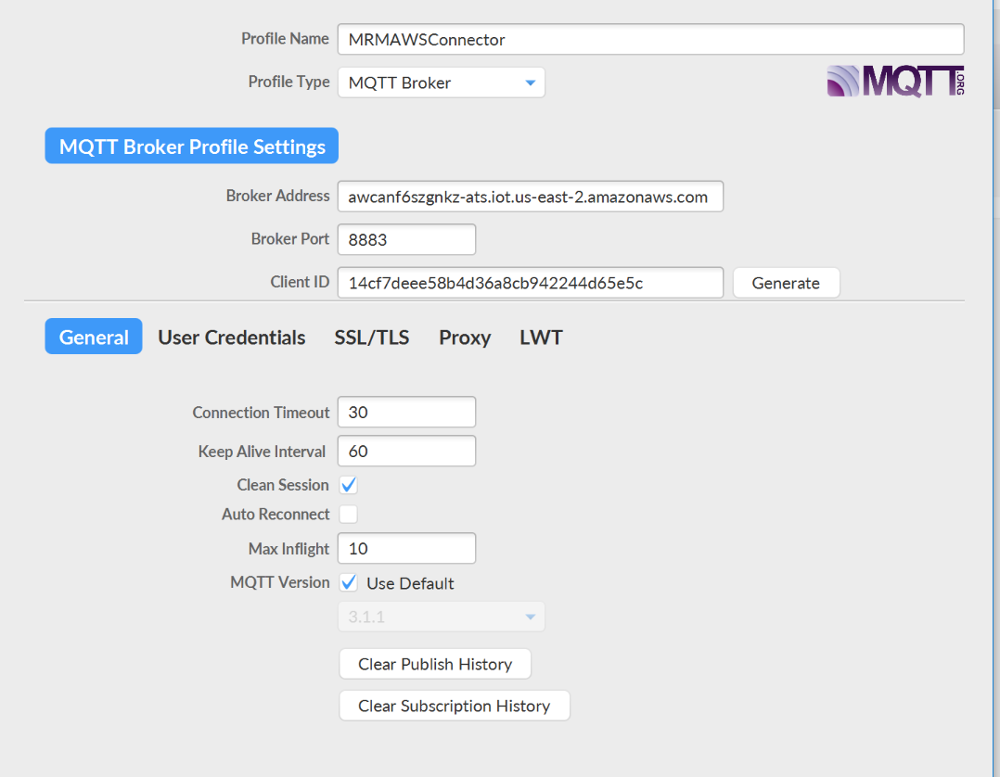 Profile Name MRMAWSConnector
Profile Type MQTT Broker
MQTT.ORG
MQTT Broker Profile Settings
Broker Address awcanf6szgnkz-ats.iot.us-east-2.amazonaws.com
Broker Port 8883
Client ID 14cf7deee58b4d36a8cb942244d65e5c Generate
General User Credentials SSL/TLS Proxy LWT
Connection Timeout 30
Keep Alive Interval 60
Clean Session
Auto Reconnect
Max Inflight 10
MQTT Version Use Default
3.1.1
Clear Publish History
Clear Subscription History